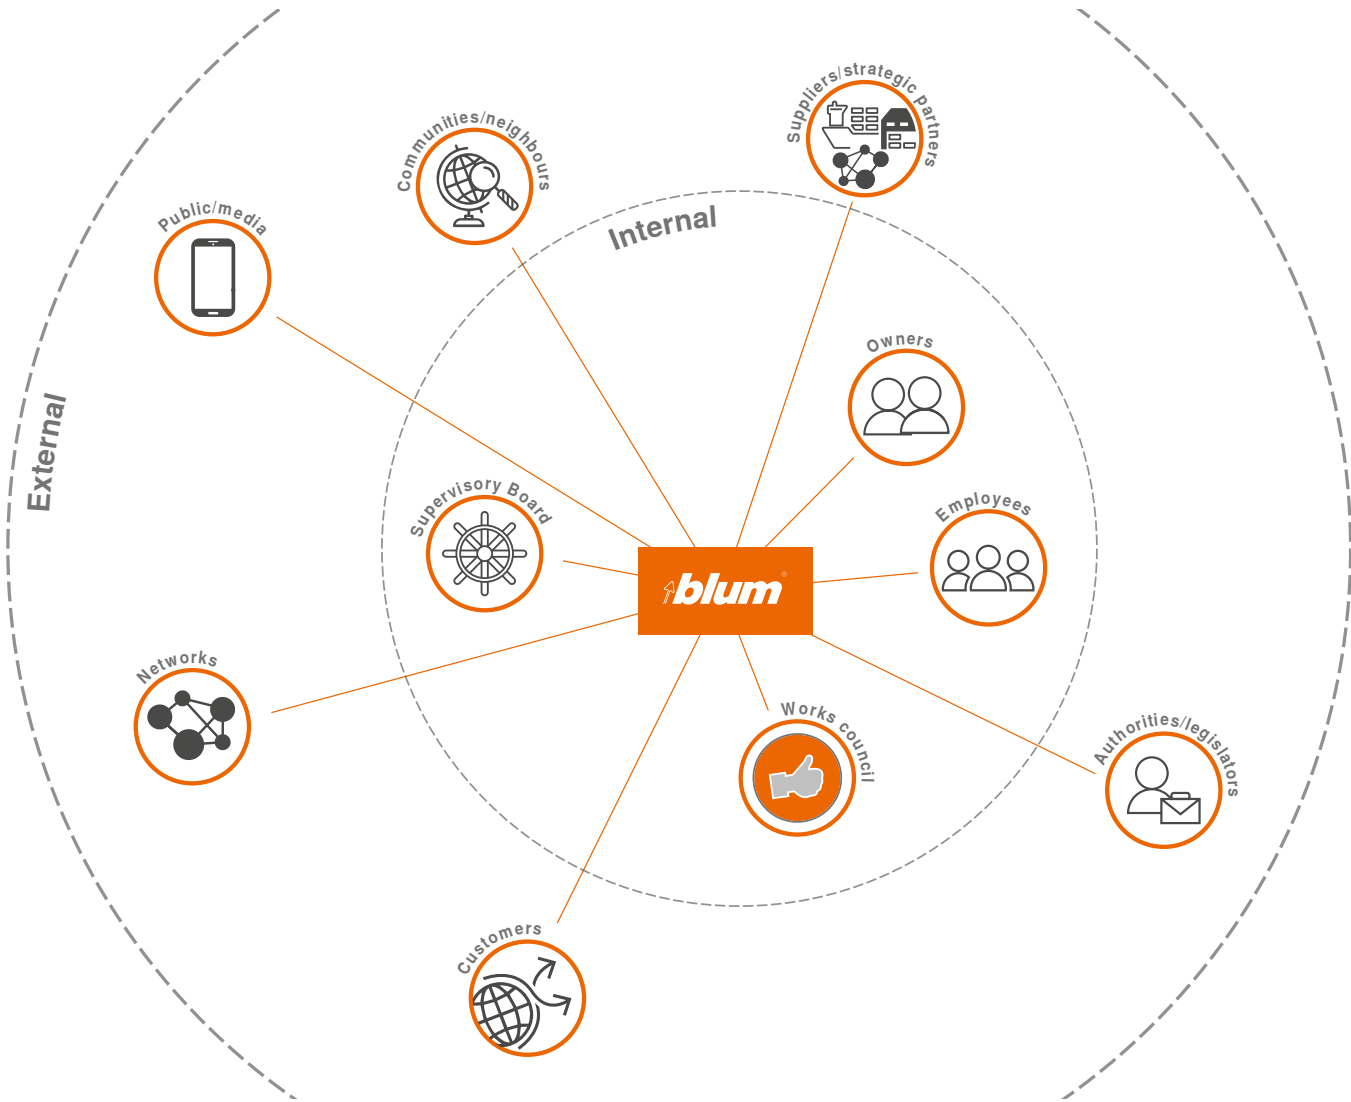 Suppliers/strategic partners
Communities/neighbours
Public/media
Internal
Owners
External
Supervisory Board
Employees
blum®
Networks
Works council
Authorities/legislators
Customers